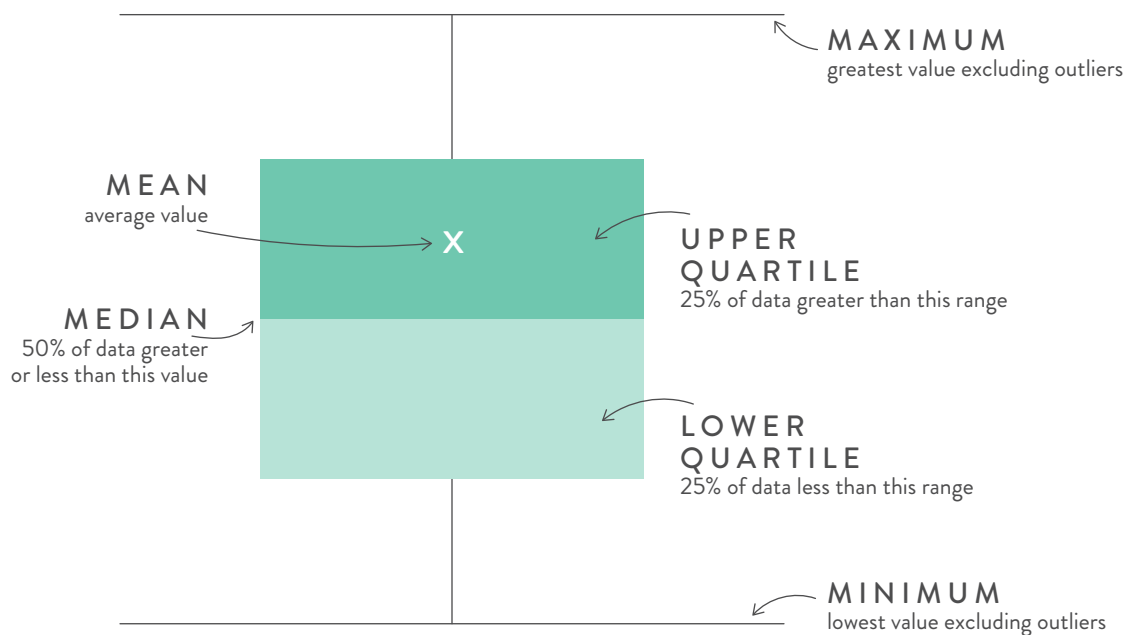 MAXIMUM
greatest value excluding outliers
MEAN
average value
X
UPPER
QUARTILE
25% of data greater than this range
MEDIAN
50% of data greater
or less than this value
LOWER
QUARTILE
25% of data less than this range
MINIMUM
lowest value excluding outliers